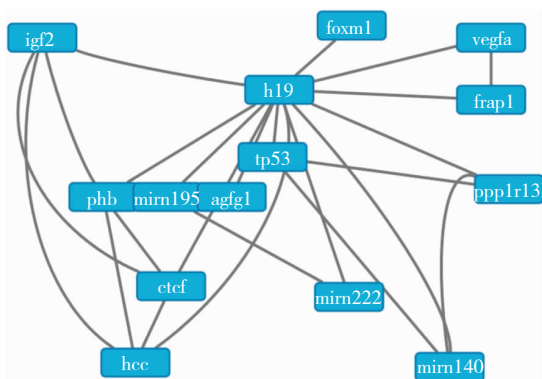 foxm1
igf2
vegfa
h19
frap1
tp53
ppp1r13
phb
mirn195
agfg1
ctcf
mirn222
hcc
mirn140